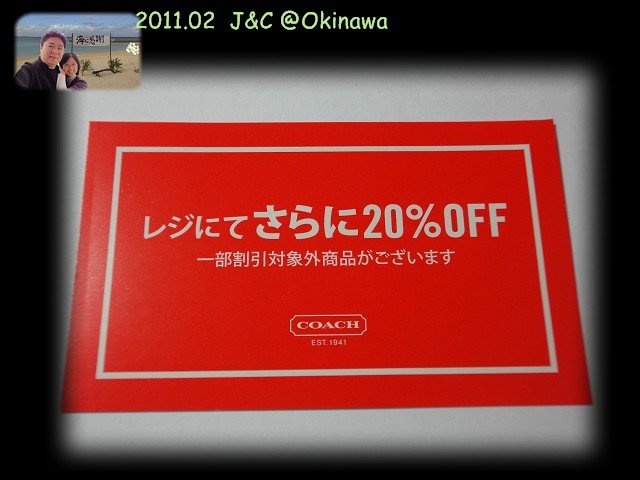 2011.02 J&C @Okinawa
レジにて さらに20%OFF
一部割引対象外商品がございます
COACH
EST. 1941